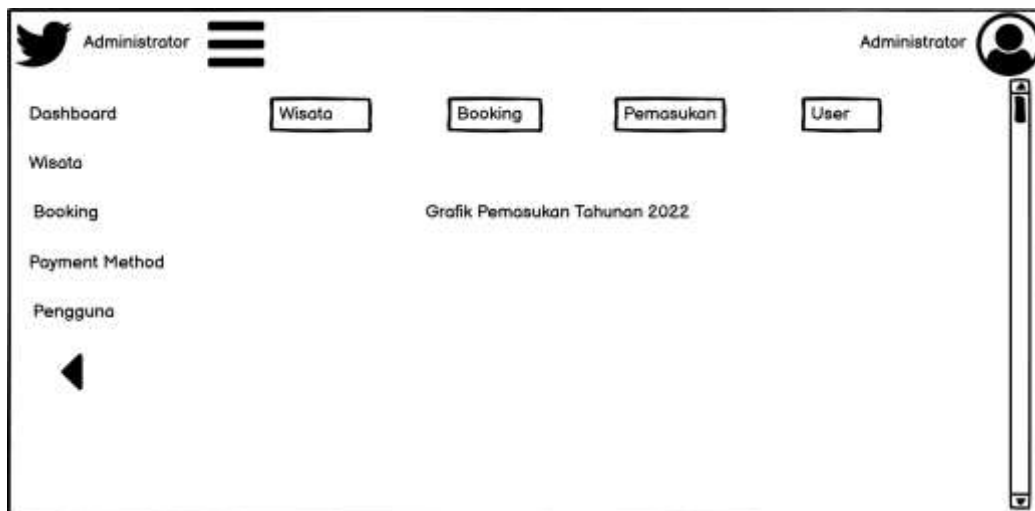 Administrator
Administrator
Dashboard
Wisata
Booking
Pemasukan
User
Wisata
Booking
Grafik Pemasukan Tahunan 2022
Payment Method
Pengguna